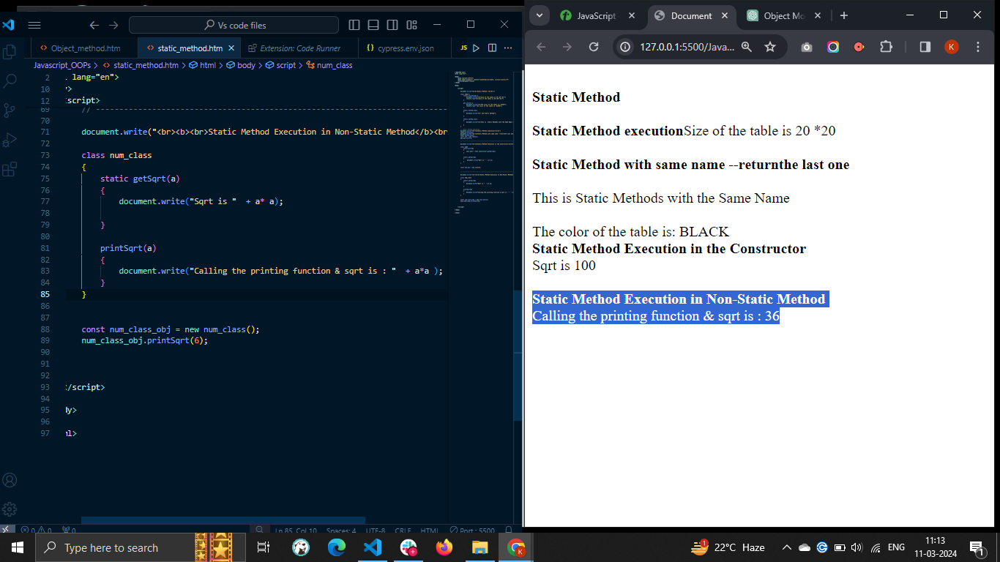 Vs code files
Object_method.htm
static_method.htm
Extension: Code Runner
cypress.env.json
JS
Javascript_OOPs > static_method.htm > html > body > script > num_class
2 lang="en">
10
12 script>
69 // ----------------------------------------------------------------------
70
71 document.write("<br><b><br>Static Method Execution in Non-Static Method</b><br
72
73 class num_class
74 {
75 static getSqrt(a)
76 {
77 document.write("Sqrt is "  + a* a);
78
79 }
80
81 printSqrt(a)
82 {
83 document.write("Calling the printing function & sqrt is : "  + a*a );
84 }
85 }
86
87
88 const num_class_obj = new num_class();
89 num_class_obj.printSqrt(6);
90
91
92
93 /script>
94
95 dy>
96
97 ml>
0 0 0
Ln 85, Col 10 Spaces: 4 UTF-8 CRLF HTML Port : 5500
JavaScript
Document
Object Mo
127.0.0.1:5500/Java...
K
Static Method
Static Method executionSize of the table is 20 *20
Static Method with same name --returnthe last one
This is Static Methods with the Same Name
The color of the table is: BLACK
Static Method Execution in the Constructor
Sqrt is 100
Static Method Execution in Non-Static Method
Calling the printing function & sqrt is : 36
Type here to search
K
1
22°C Haze
ENG
11:13
11-03-2024
1